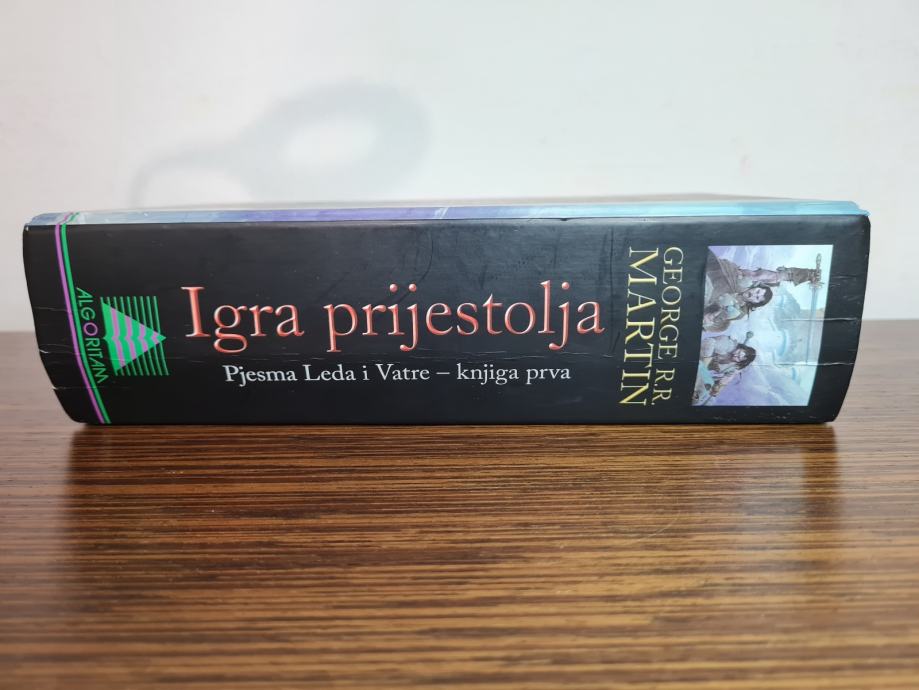 ALGORITAM
Igra prijestolja
Pjesma Leda i Vatre – knjiga prva
GEORGE R.R.
MARTIN